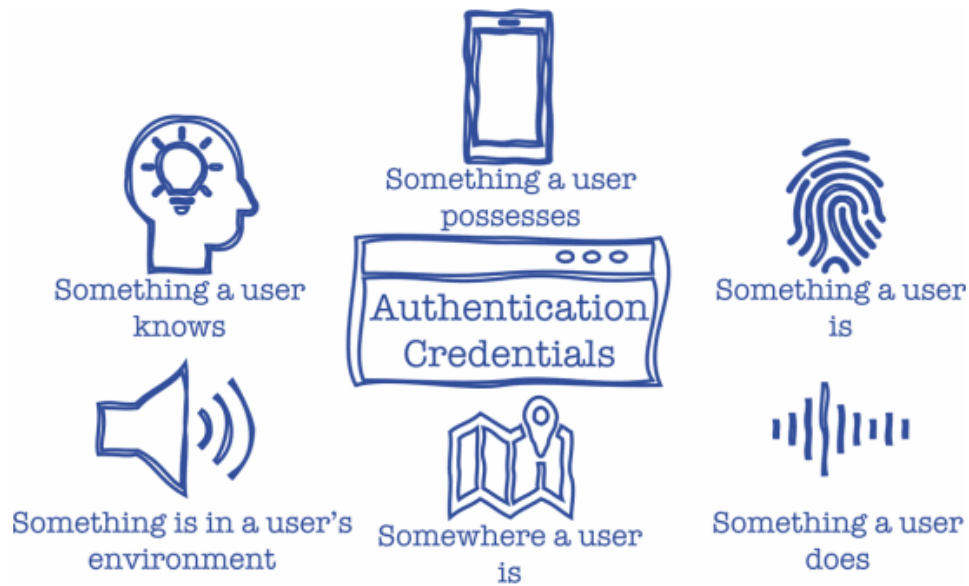 Something a user
possesses
Something a user
knows
Authentication
Credentials
Something a user
is
Something is in a user's
environment
Somewhere a user
is
Something a user
does